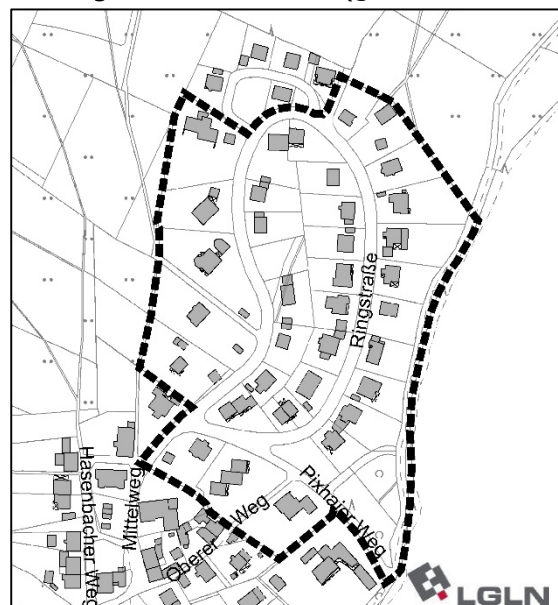 Ringstraße
Hasenbacher Weg
Mittelweg
Oberer Weg
Pixhaier Weg
LGLN